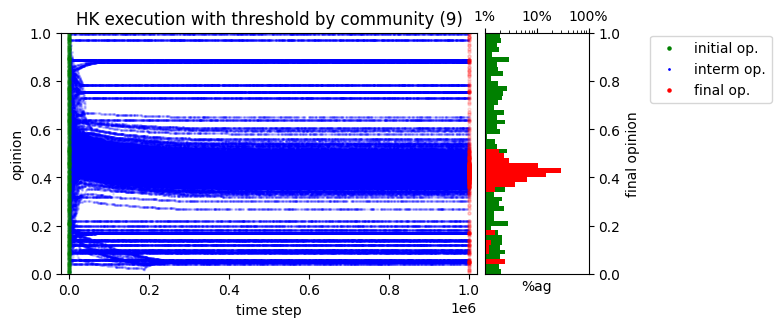 HK execution with threshold by community (9)
1% 10% 100%
initial op.
interm op.
final op.
opinion
1.0
0.8
0.6
0.4
0.2
0.0
1.0
0.8
0.6
0.4
0.2
0.0
final opinion
0.0 0.2 0.4 0.6 0.8 1.0
1e6
time step
%ag